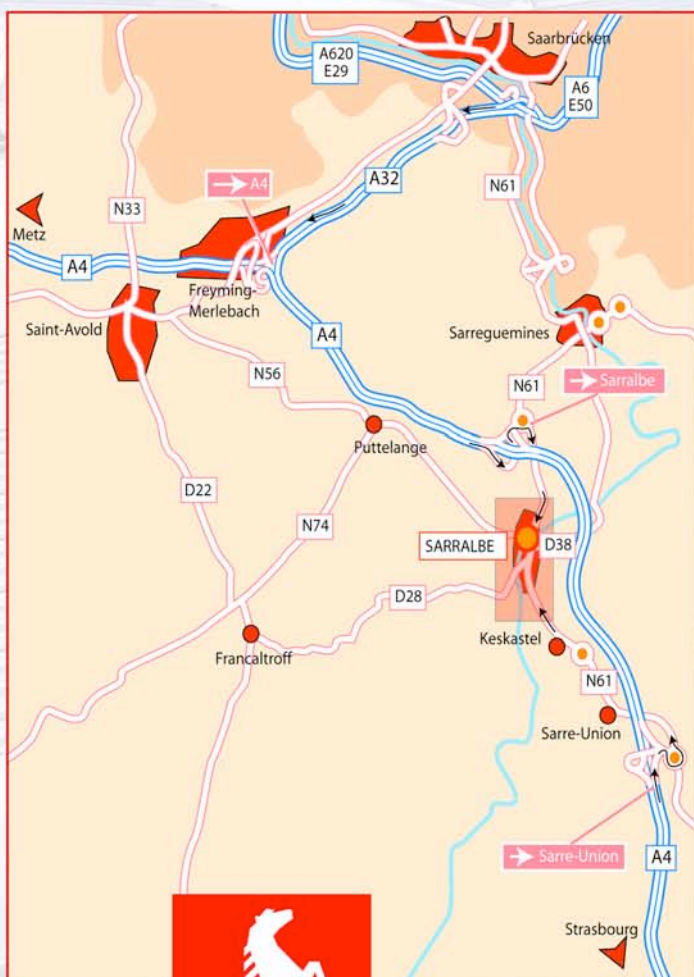 Saarbrücken
A620
E29
A6
E50
A32
N61
→ A4
N33
Metz
A4
Freyming-
Merlebach
Saint-Avold
A4
Sarreguemines
N56
N61
→ Sarralbe
Puttelange
D22
N74
SARRALBE
D38
D28
Keskastel
Francaltroff
N61
Sarre-Union
→ Sarre-Union
A4
Strasbourg